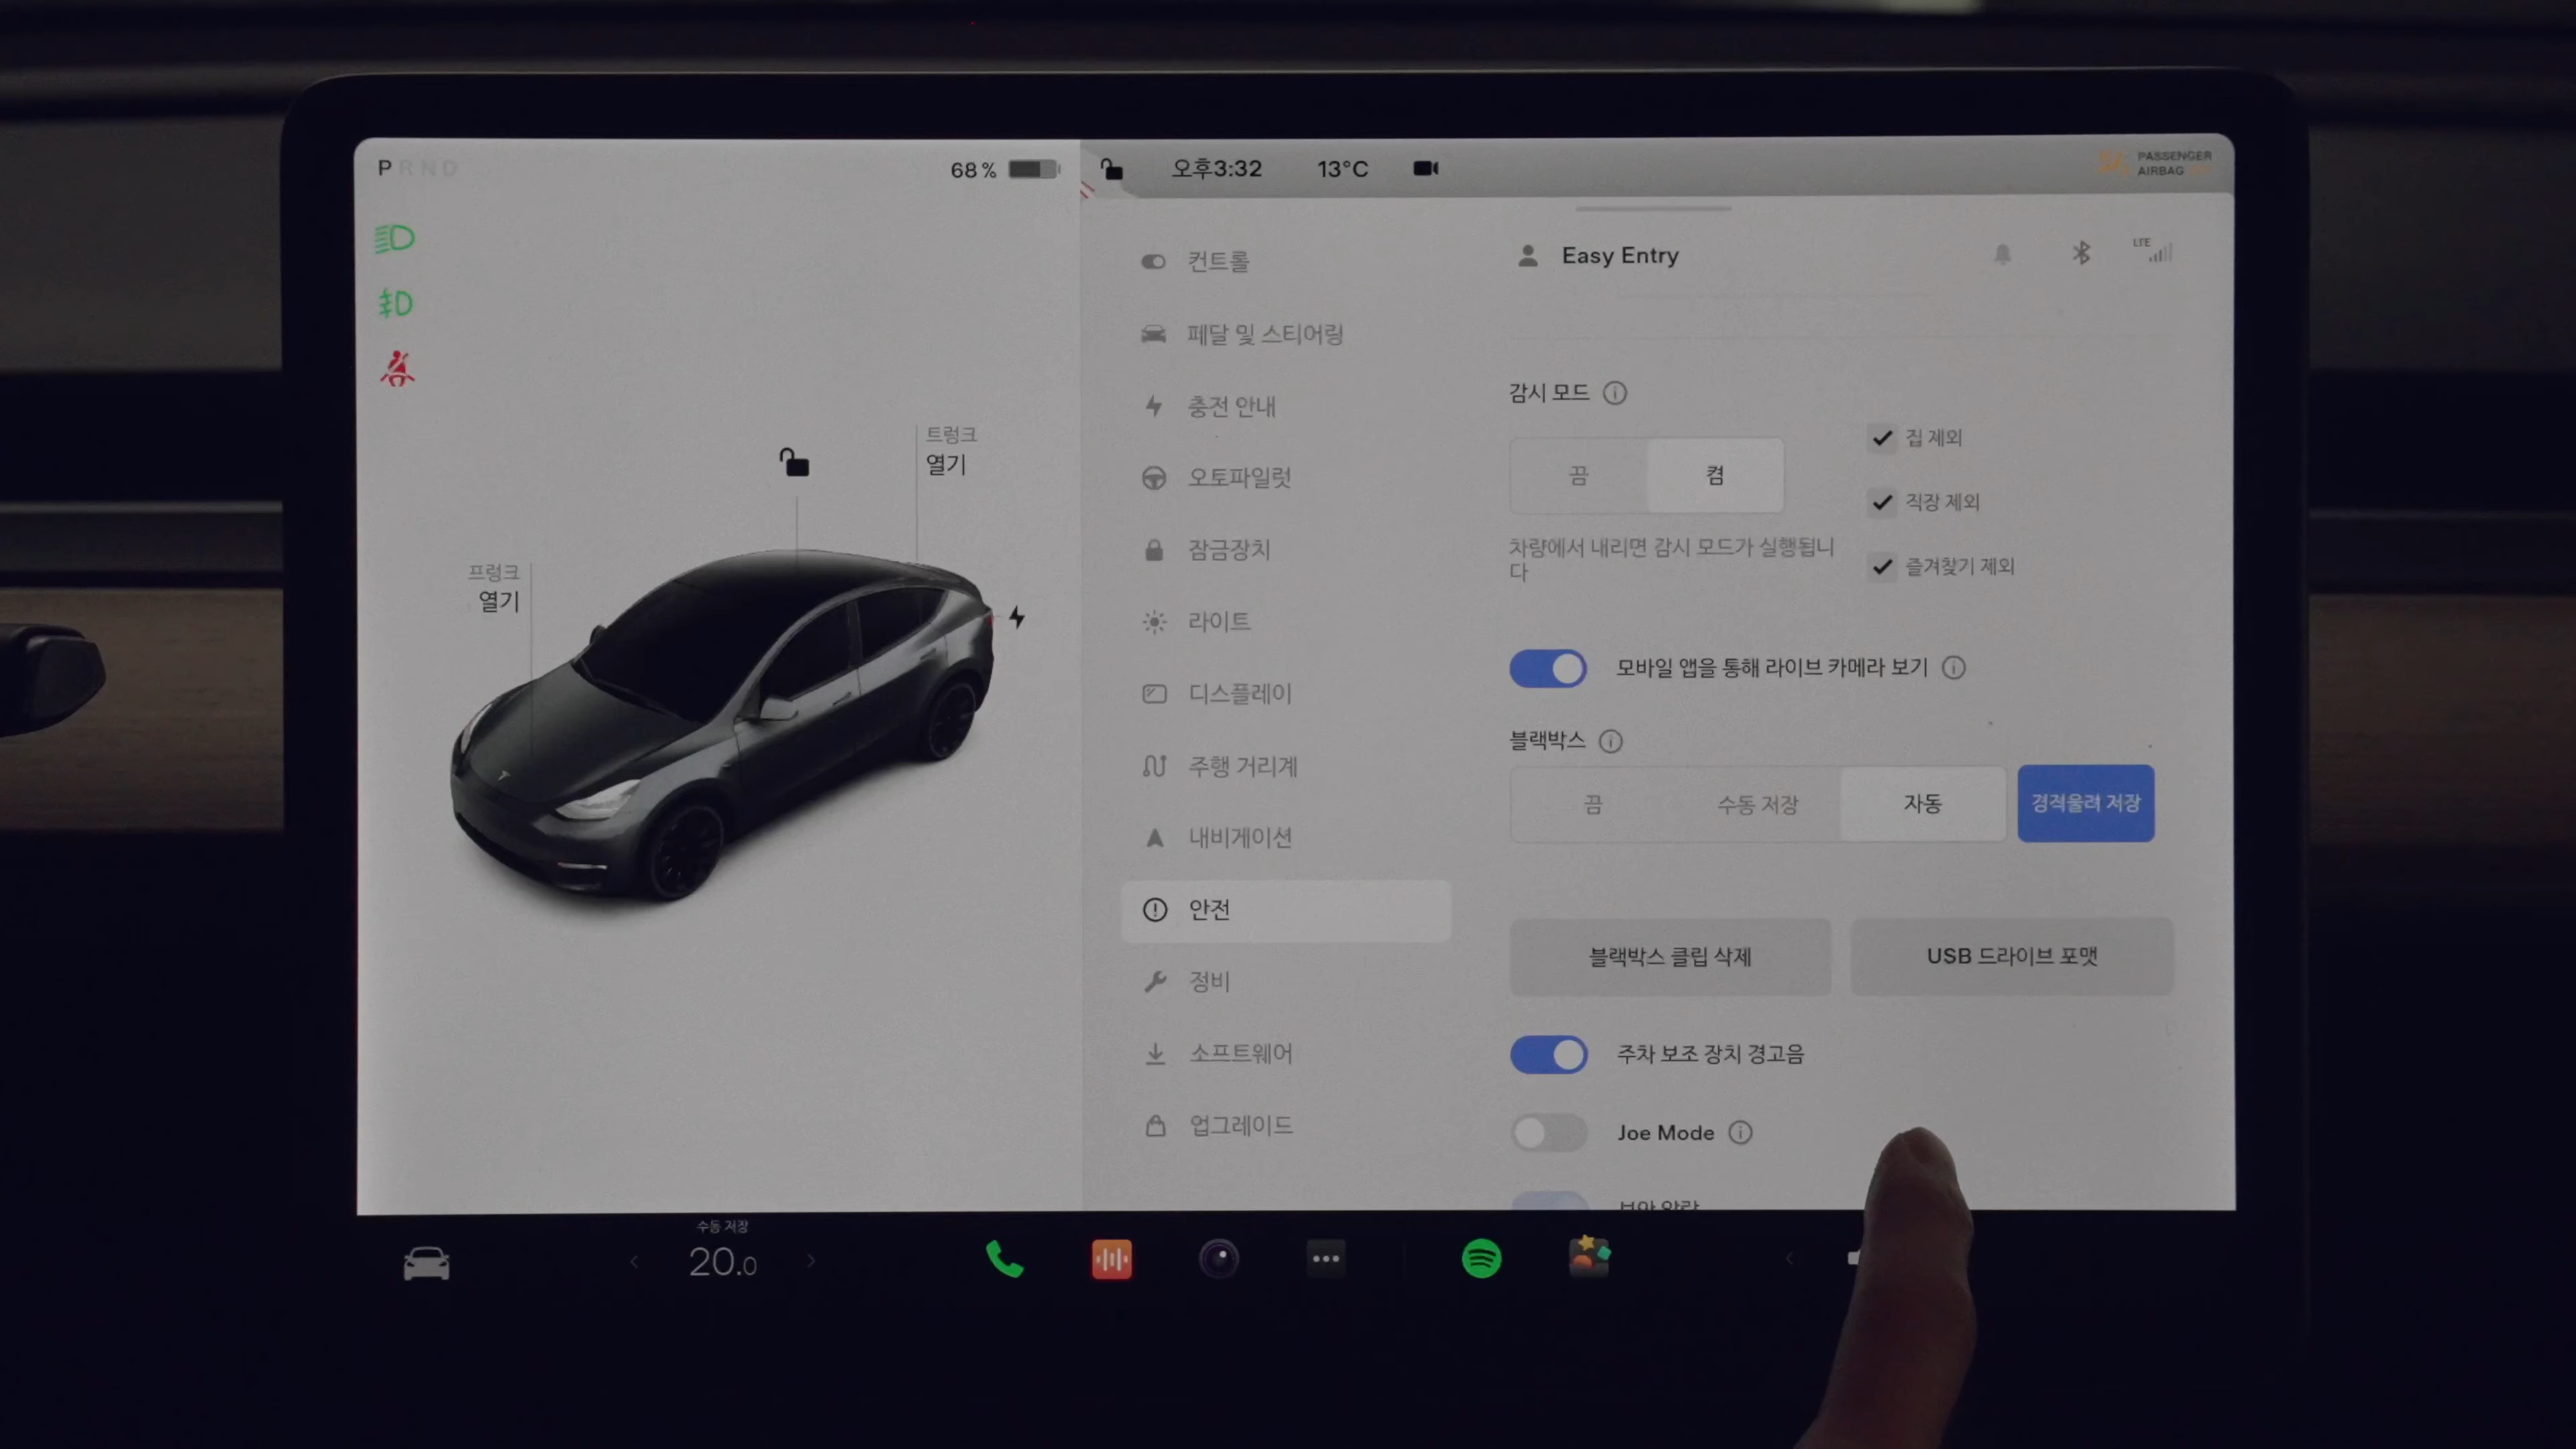 P R N D
68 %
오후3:32
13°C
PASSENGER
AIRBAG
트렁크
열기
프렁크
열기
컨트롤
페달 및 스티어링
충전 안내
오토파일럿
잠금장치
라이트
디스플레이
주행 거리계
내비게이션
안전
정비
소프트웨어
업그레이드
Easy Entry
LTE
감시 모드
끔
켬
집 제외
직장 제외
즐겨찾기 제외
차량에서 내리면 감시 모드가 실행됩니
다
모바일 앱을 통해 라이브 카메라 보기
블랙박스
끔
수동 저장
자동
경적울려 저장
블랙박스 클립 삭제
USB 드라이브 포맷
주차 보조 장치 경고음
Joe Mode
수동 저장
20.0